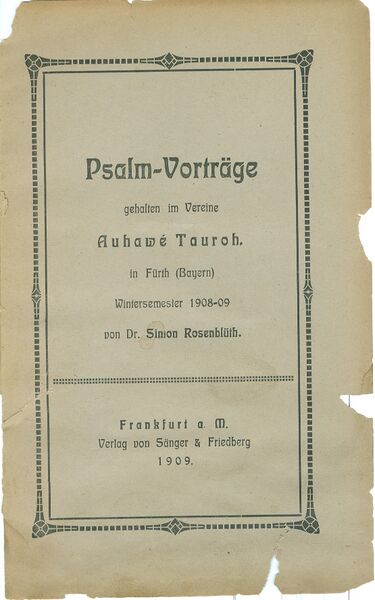 Psalm-Vorträge
gehalten im Vereine
Auhawé Tauroh.
in Fürth (Bayern)
Wintersemester 1908-09
von Dr. Simon Rosenblüth.
Frankfurt a. M.
Verlag von Sänger & Friedberg
1909.